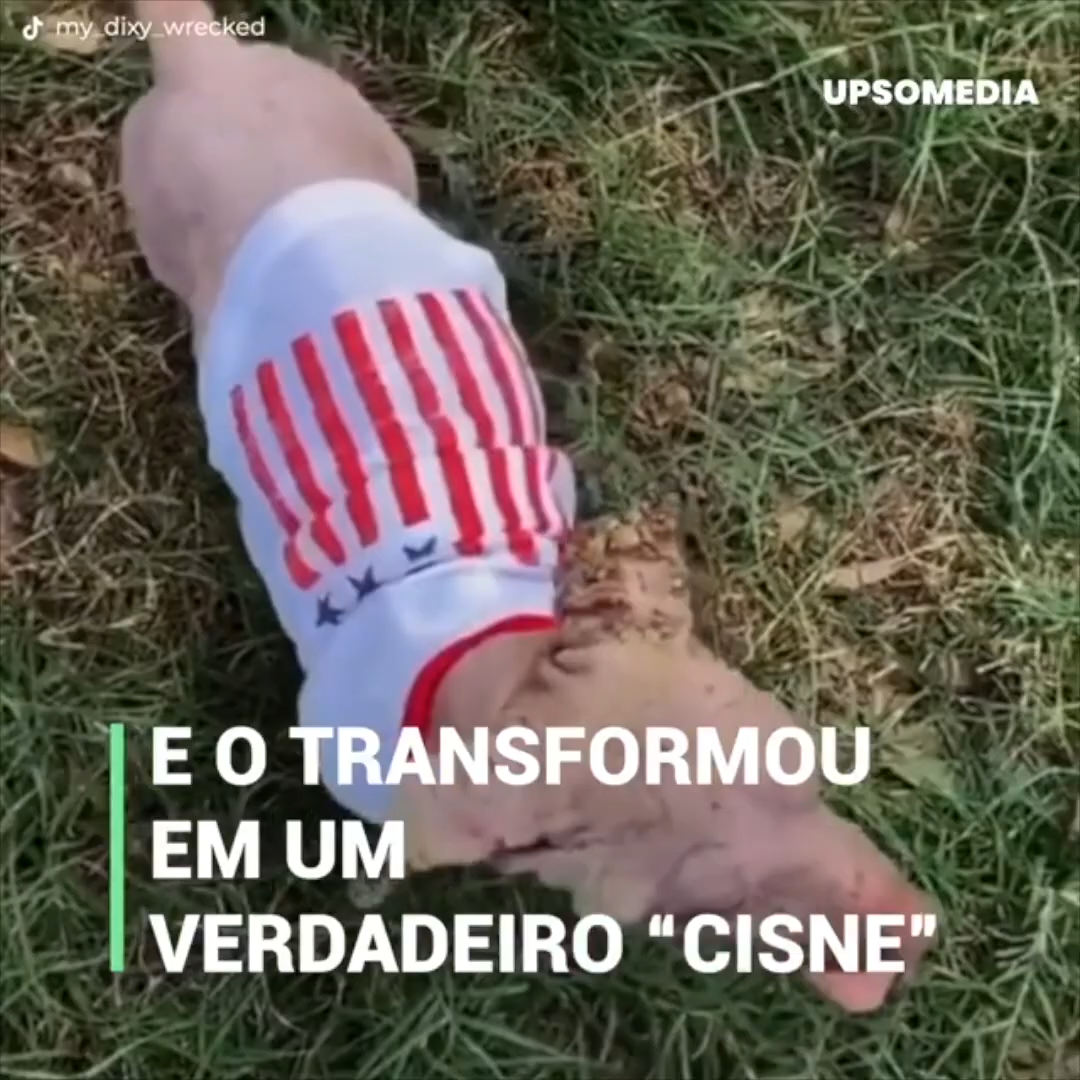 my_dixy_wrecked
UPSOMEDIA
E O TRANSFORMOU
EM UM
VERDADEIRO “CISNE”